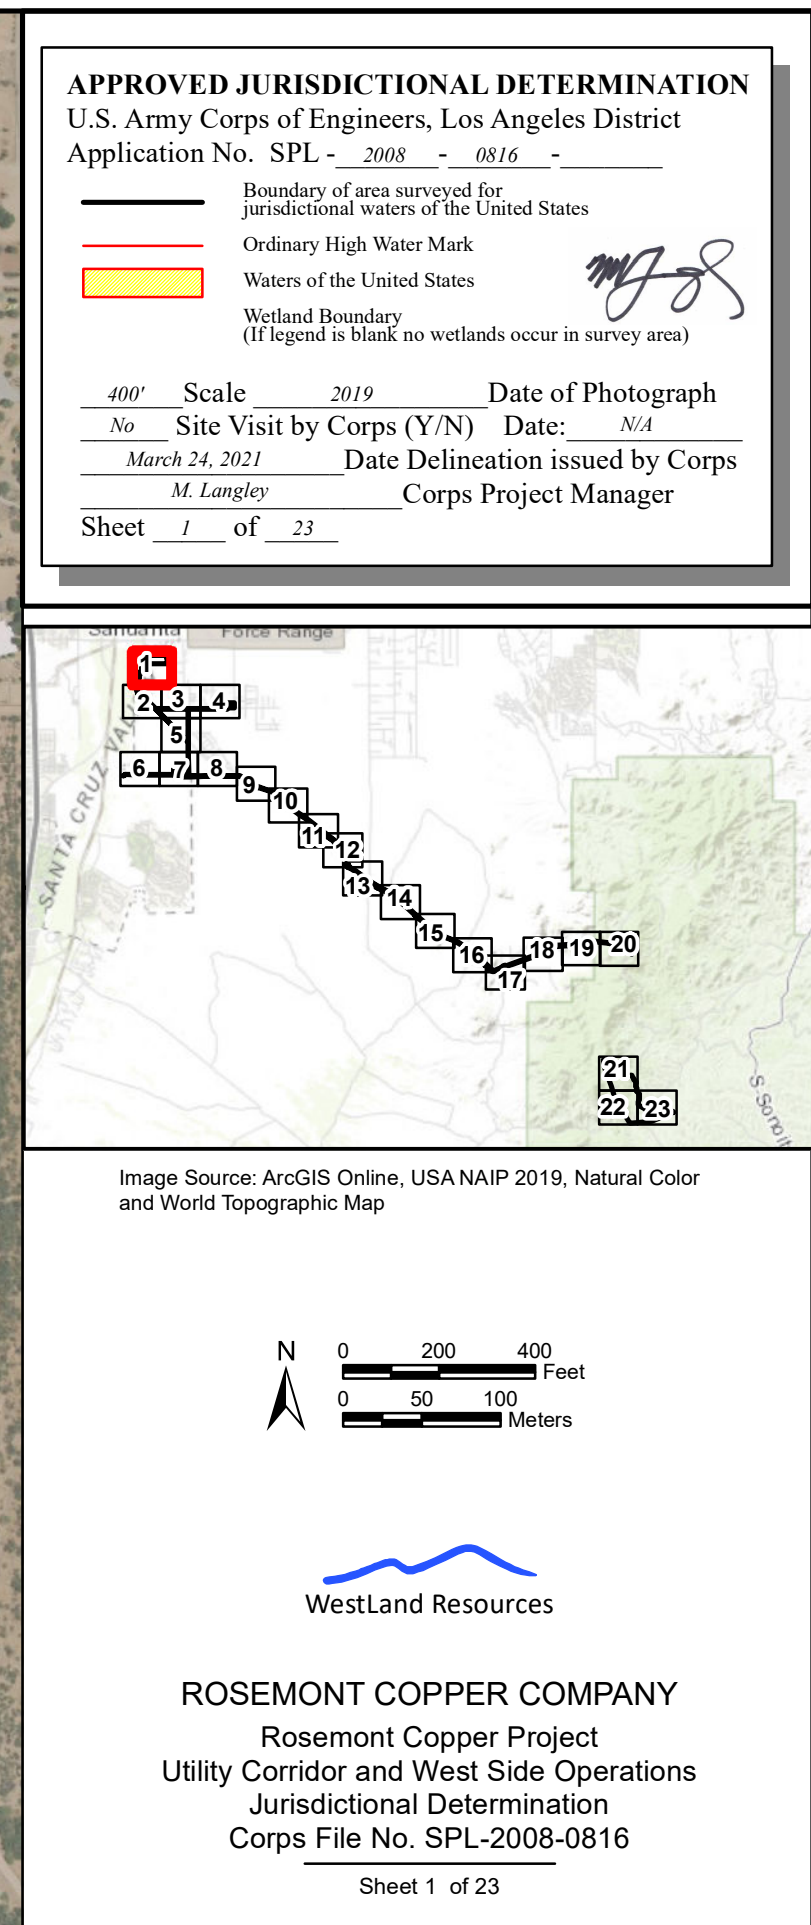 APPROVED JURISDICTIONAL DETERMINATION
U.S. Army Corps of Engineers, Los Angeles District
Application No. SPL - 2008 - 0816 -
Boundary of area surveyed for
jurisdictional waters of the United States
Ordinary High Water Mark
Waters of the United States
Wetland Boundary
(If legend is blank no wetlands occur in survey area)
400' Scale 2019 Date of Photograph
No Site Visit by Corps (Y/N) Date: N/A
March 24, 2021 Date Delineation issued by Corps
M. Langley Corps Project Manager
Sheet 1 of 23
Sahuarita
Force Range
1
2
3
4
5
6
7
8
9
10
11
12
13
14
15
16
17
18
19
20
21
22
23
SANTA CRUZ
S Sonoit
Image Source: ArcGIS Online, USA NAIP 2019, Natural Color
and World Topographic Map
N
0 200 400
Feet
0 50 100
Meters
WestLand Resources
ROSEMONT COPPER COMPANY
Rosemont Copper Project
Utility Corridor and West Side Operations
Jurisdictional Determination
Corps File No. SPL-2008-0816
Sheet 1 of 23